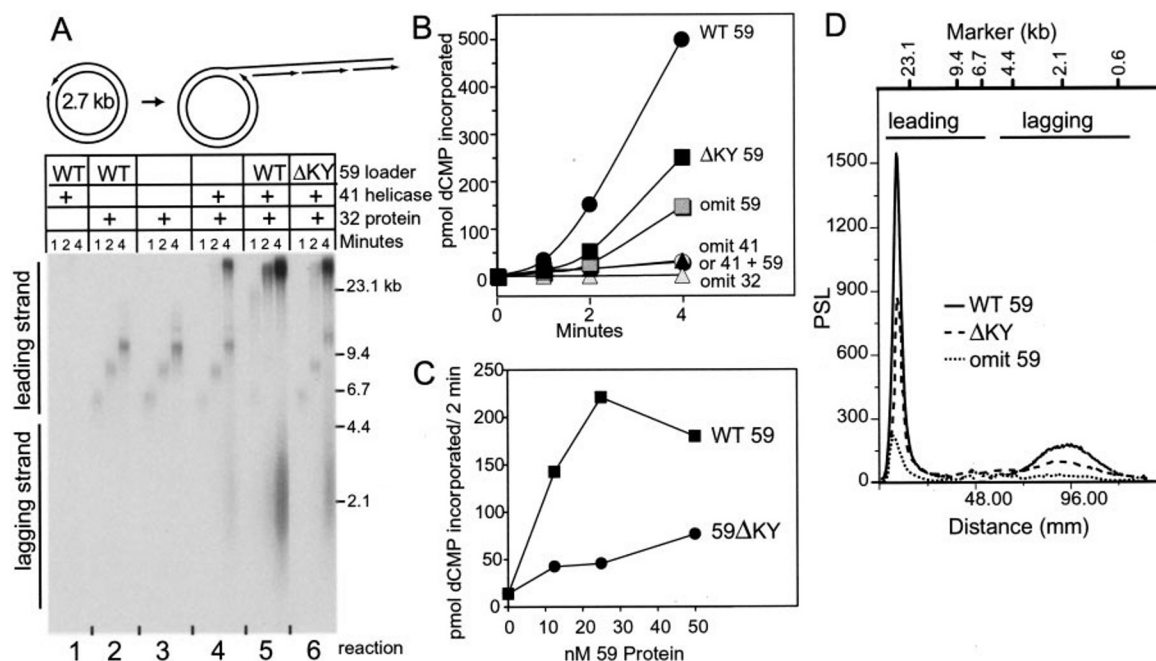 A
2.7 kb
WT WT WT ΔKY 59 loader
+ + + + 41 helicase
+ + + + + 32 protein
1 2 4 1 2 4 1 2 4 1 2 4 1 2 4 1 2 4 Minutes
leading strand
lagging strand
23.1 kb
9.4
6.7
4.4
2.1
1 2 3 4 5 6 reaction
B
pmol dCMP incorporated
500
400
300
200
100
0
WT 59
ΔKY 59
omit 59
omit 41
or 41 + 59
omit 32
0 2 4
Minutes
C
pmol dCMP incorporated/ 2 min
250
200
150
100
50
0
WT 59
59ΔKY
0 10 20 30 40 50
nM 59 Protein
D
Marker (kb)
23.1 9.4 6.7 4.4 2.1 0.6
leading lagging
PSL
1500
1200
900
600
300
0
WT 59
ΔKY
omit 59
48.00 96.00
Distance (mm)